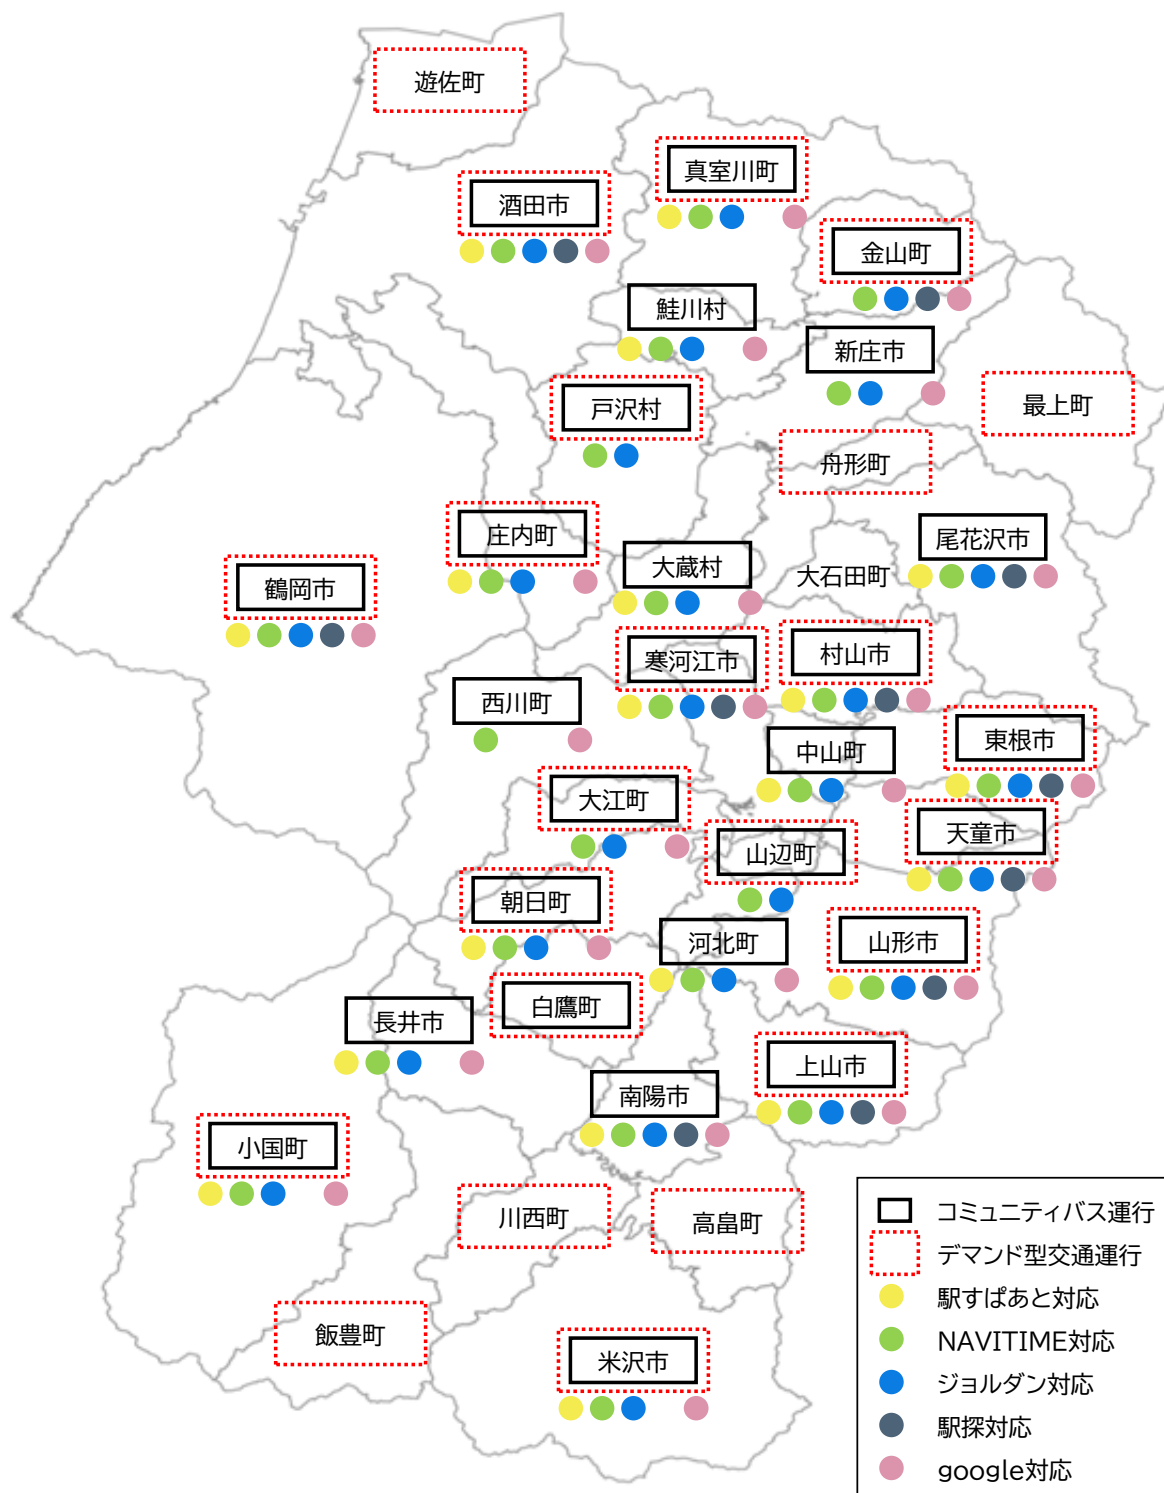 遊佐町
真室川町
酒田市
金山町
鮭川村
新庄市
戸沢村
最上町
舟形町
庄内町
尾花沢市
大蔵村
大石田町
鶴岡市
寒河江市
村山市
西川町
中山町
東根市
大江町
天童市
山辺町
朝日町
河北町
山形市
白鷹町
長井市
上山市
南陽市
小国町
川西町
高畠町
飯豊町
米沢市
コミュニティバス運行
デマンド型交通運行
駅すぱあと対応
NAVITIME対応
ジョルダン対応
駅探対応
google対応